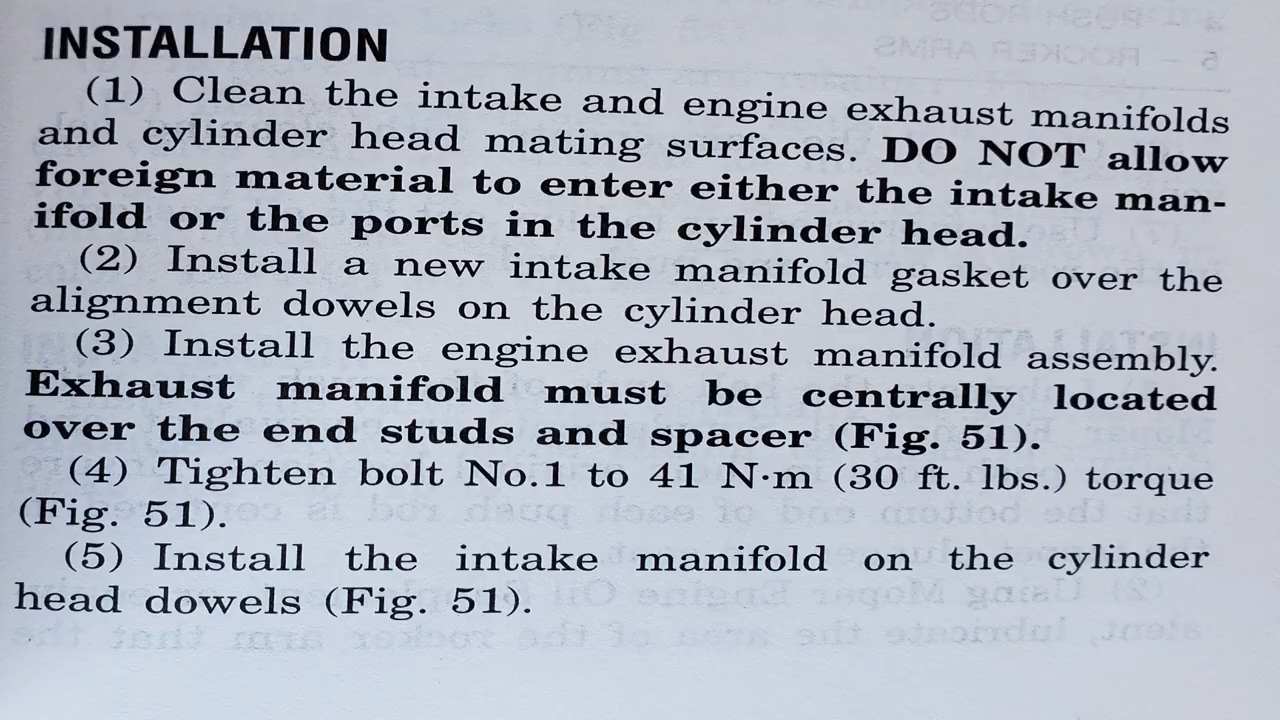 INSTALLATION
(1) Clean the intake and engine exhaust manifolds
and cylinder head mating surfaces. DO NOT allow
foreign material to enter either the intake man-
ifold or the ports in the cylinder head.
(2) Install a new intake manifold gasket over the
alignment dowels on the cylinder head.
(3) Install the engine exhaust manifold assembly.
Exhaust manifold must be centrally located
over the end studs and spacer (Fig. 51).
(4) Tighten bolt No.1 to 41 N·m (30 ft. lbs.) torque
(Fig. 51).
(5) Install the intake manifold on the cylinder
head dowels (Fig. 51).